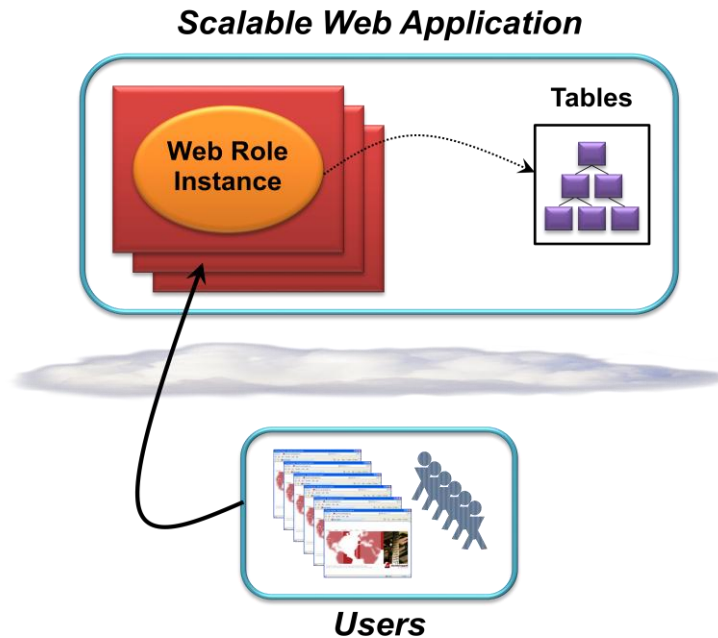 Scalable Web Application
Tables
Web Role
Instance
Users